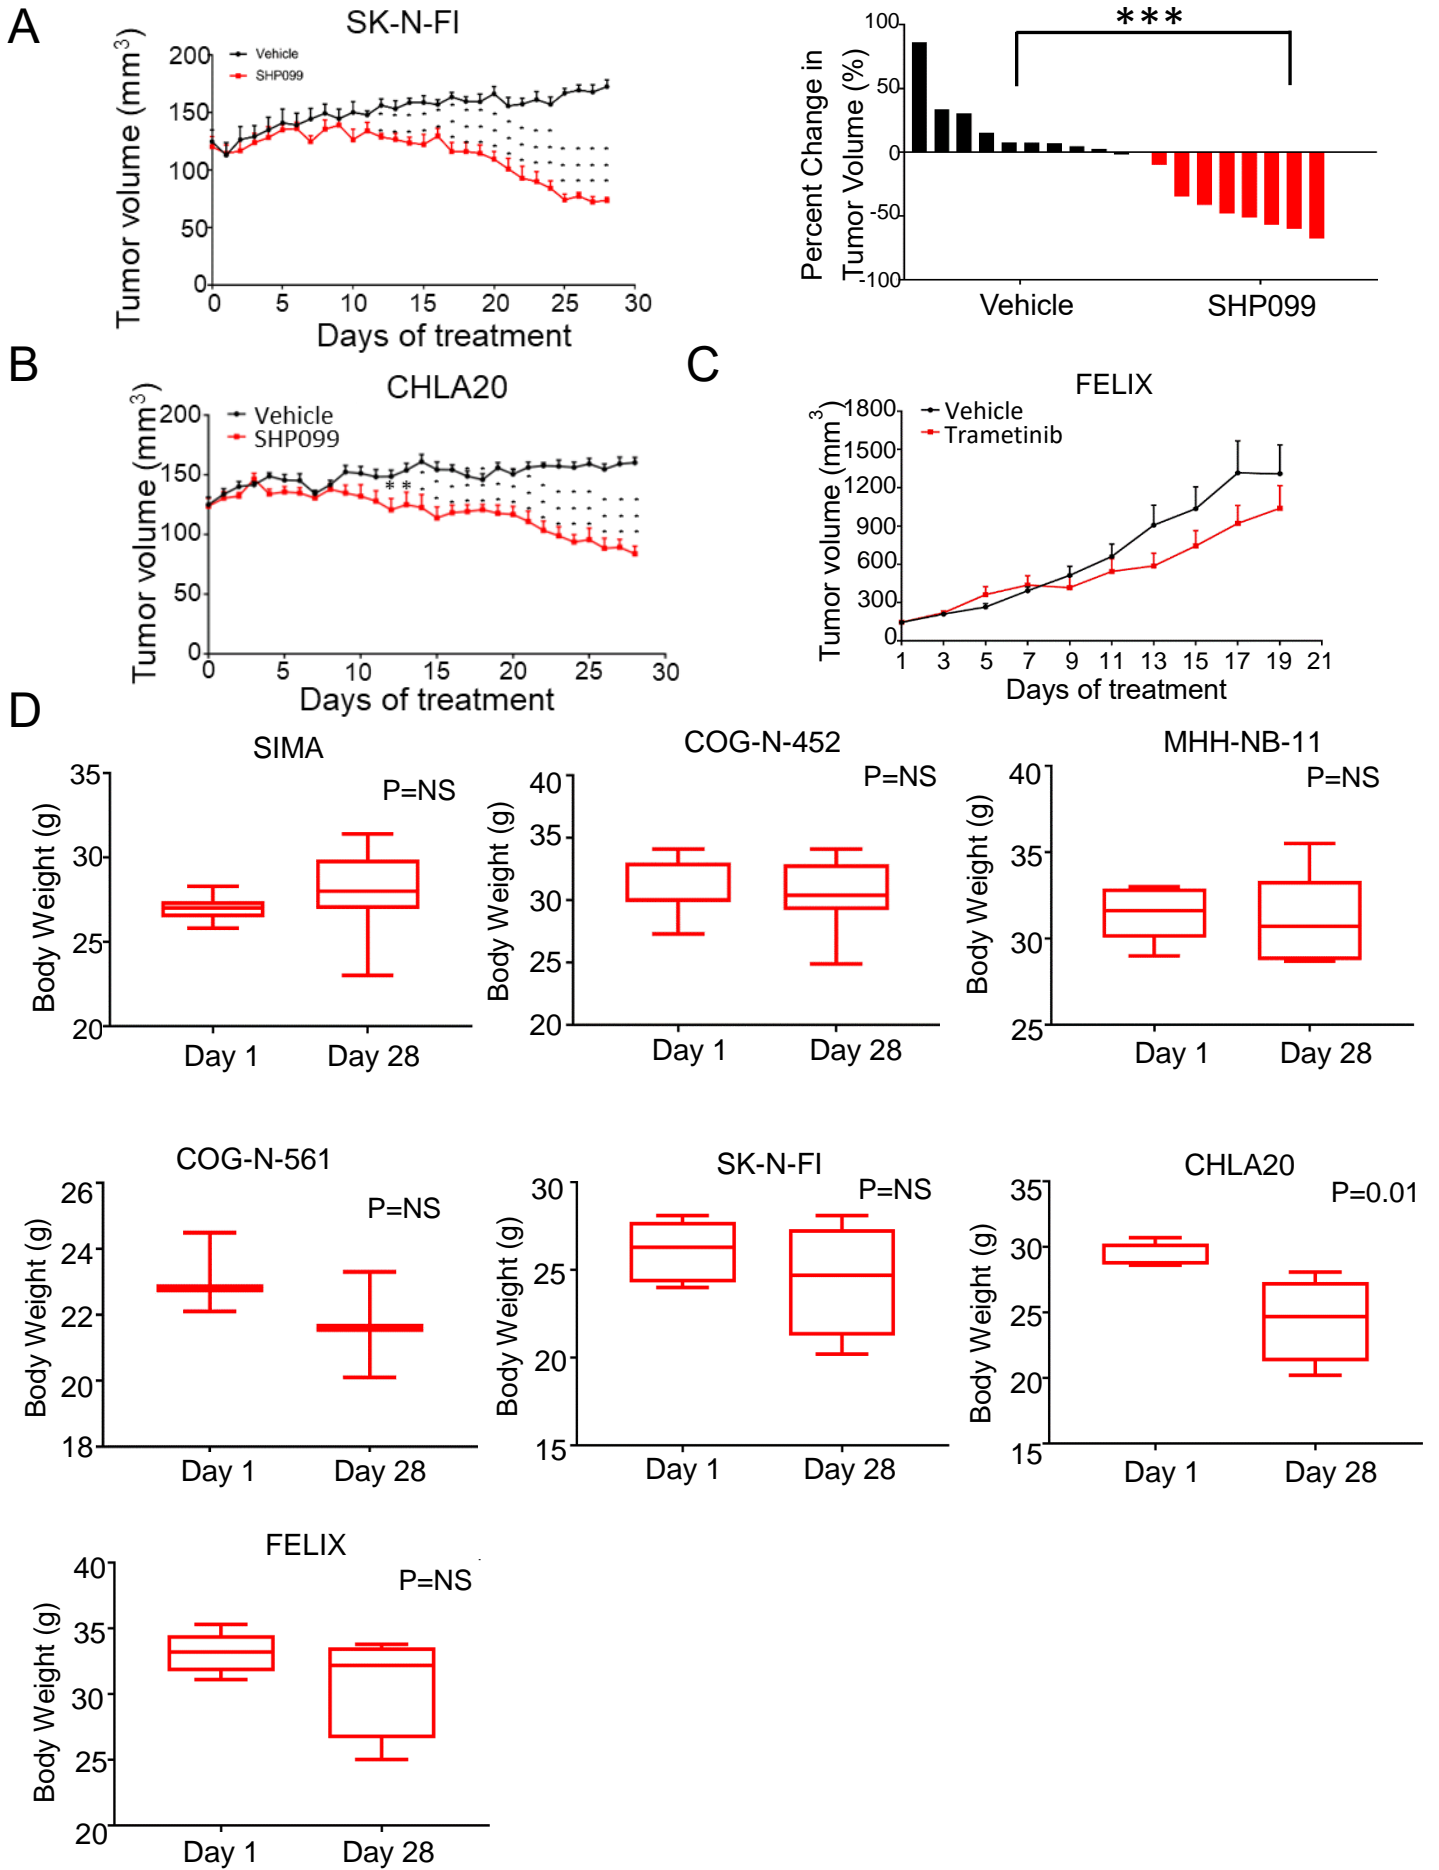 A
SK-N-FI
Tumor volume (mm3)
200
150
100
50
0
Vehicle
SHP099
0 5 10 15 20 25 30
Days of treatment
Percent Change in
Tumor Volume (%)
100
50
0
-50
-100
***
Vehicle SHP099
B
CHLA20
Tumor volume (mm3)
200
150
100
50
0
Vehicle
SHP099
* *
0 5 10 15 20 25 30
Days of treatment
C
FELIX
Tumor volume (mm3)
1800
1500
1200
900
600
300
0
Vehicle
Trametinib
1 3 5 7 9 11 13 15 17 19 21
Days of treatment
D
SIMA
P=NS
Body Weight (g)
35
30
25
20
Day 1 Day 28
COG-N-452
P=NS
Body Weight (g)
40
35
30
25
20
Day 1 Day 28
MHH-NB-11
P=NS
Body Weight (g)
40
35
30
25
Day 1 Day 28
COG-N-561
P=NS
Body Weight (g)
26
24
22
20
18
Day 1 Day 28
SK-N-FI
P=NS
Body Weight (g)
30
25
20
15
Day 1 Day 28
CHLA20
P=0.01
Body Weight (g)
35
30
25
20
15
Day 1 Day 28
FELIX
P=NS
Body Weight (g)
40
35
30
25
20
Day 1 Day 28